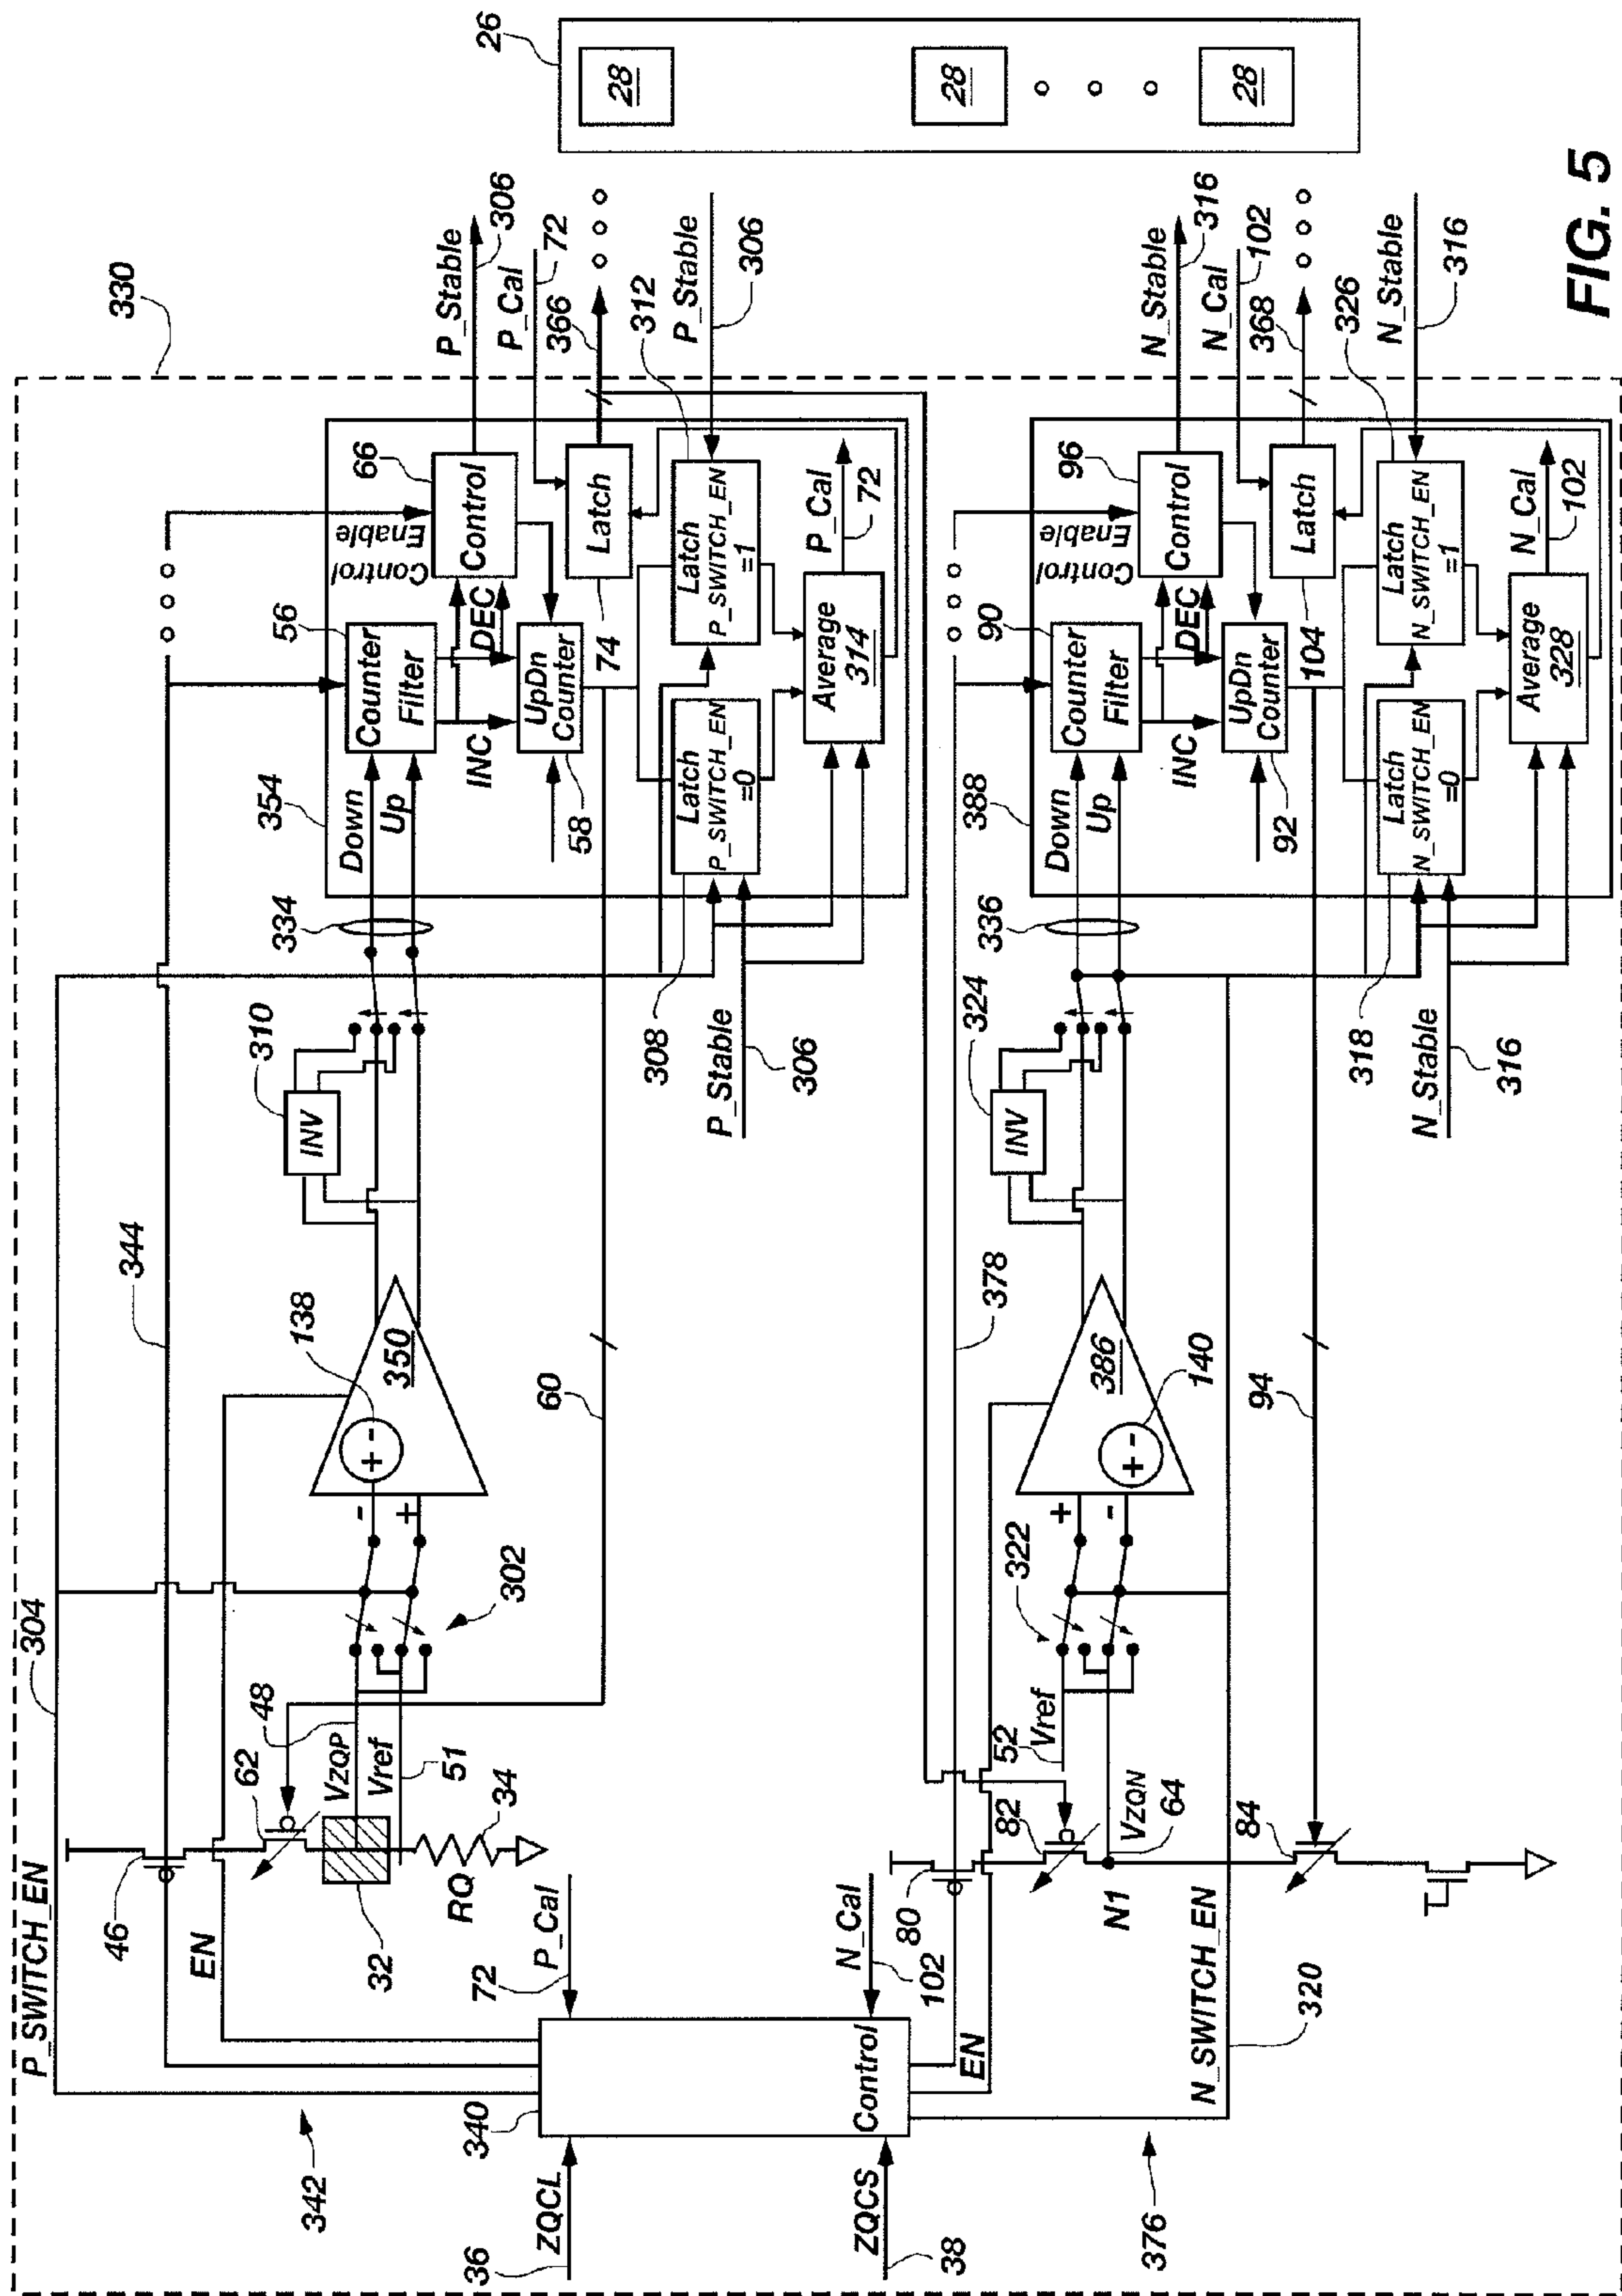 330
26
28
28
28
P_SWITCH_EN
304
344
354
56
66
Counter
Filter
Control
Enable
Control
P_Stable
306
P_Cal
72
366
312
P_Stable
306
46
EN
62
48
VZQP
Vref
51
34
RQ
32
302
-
+
138
+ -
350
310
INV
334
Down
Up
INC
DEC
UpDn
Counter
58
74
Latch
60
308
Latch
P_SWITCH_EN
=0
Latch
P_SWITCH_EN
=1
P_Stable
306
Average
314
P_Cal
72
342
340
36
ZQCL
ZQCS
38
Control
72
P_Cal
N_Cal
102
EN
376
378
388
90
96
Counter
Filter
Control
Enable
Control
N_Stable
316
N_Cal
102
368
326
N_Stable
316
80
82
52
Vref
322
VZQN
64
N1
84
+
-
386
+ -
140
324
INV
336
Down
Up
INC
DEC
UpDn
Counter
92
104
Latch
94
318
Latch
N_SWITCH_EN
=0
Latch
N_SWITCH_EN
=1
N_Stable
316
Average
328
N_Cal
102
N_SWITCH_EN
320
FIG. 5